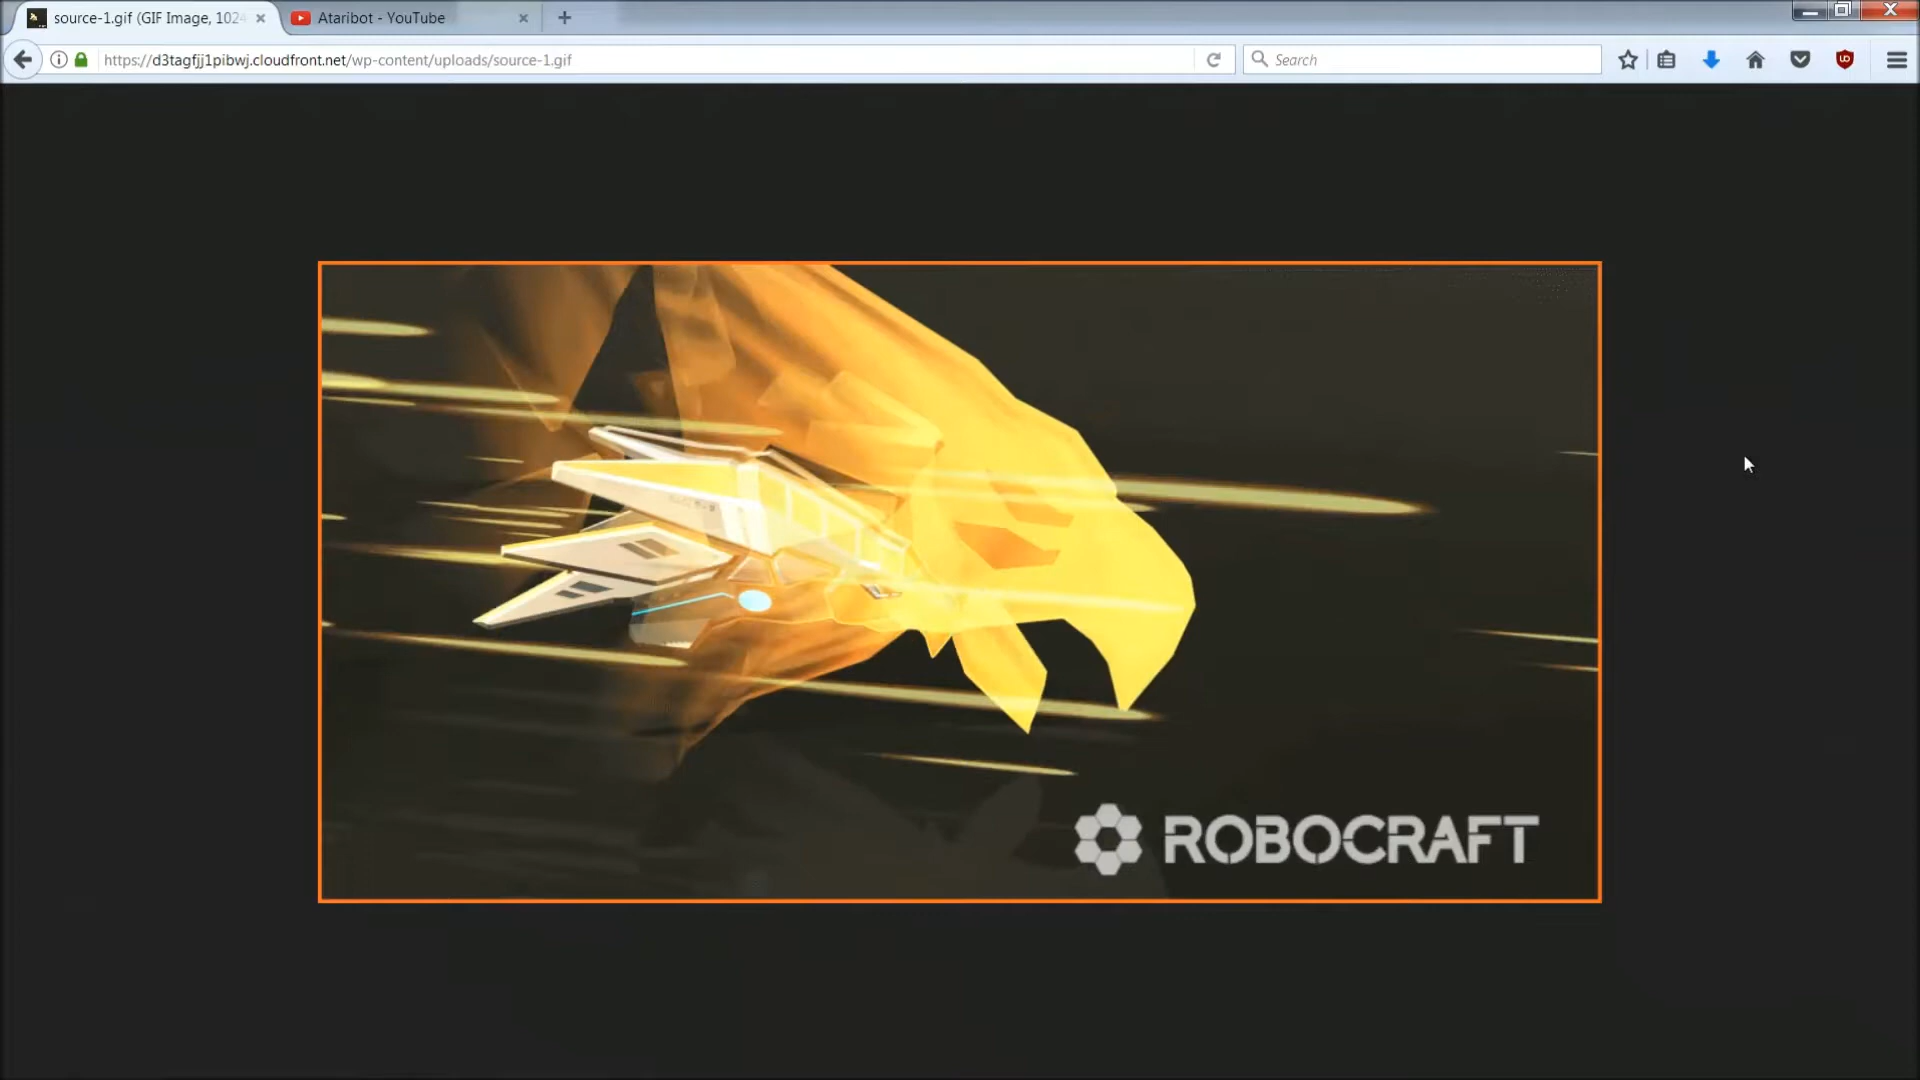 source-1.gif (GIF Image, 1024
Ataribot - YouTube
https://d3tagfjj1pibwj.cloudfront.net/wp-content/uploads/source-1.gif
Search
ROBOCRAFT